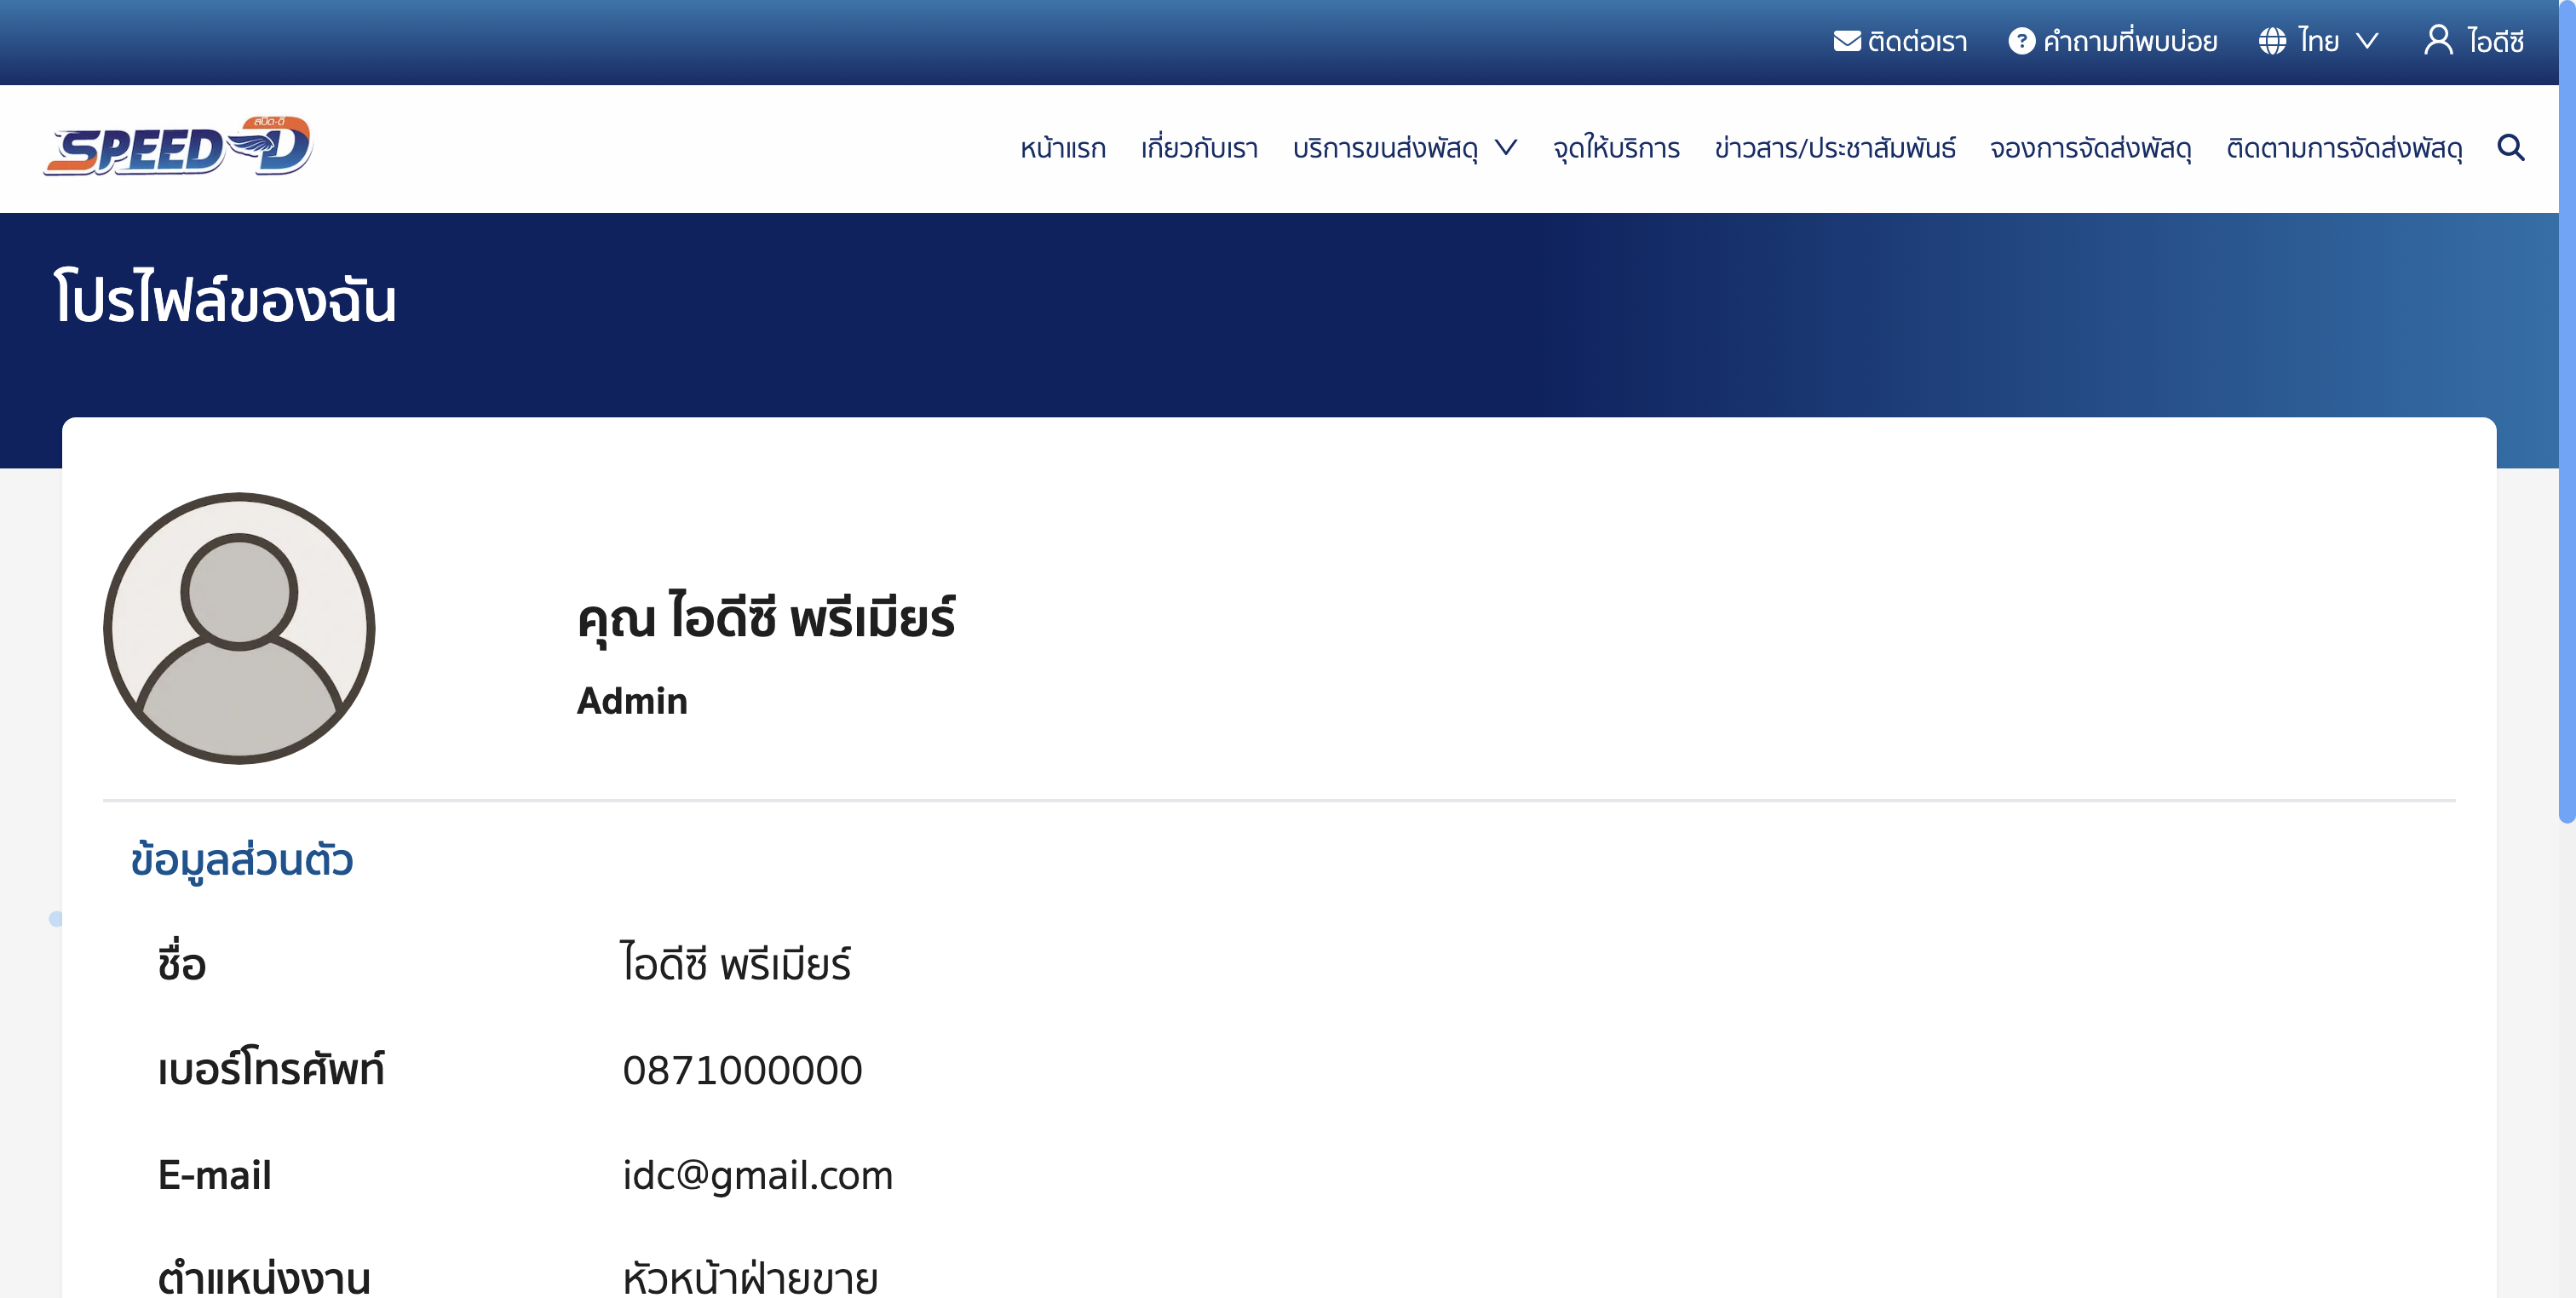 ติดต่อเรา คำถามที่พบบ่อย ไทย ไอดีซี
สปีด-ดี
SPEED-D
หน้าแรก เกี่ยวกับเรา บริการขนส่งพัสดุ จุดให้บริการ ข่าวสาร/ประชาสัมพันธ์ จองการจัดส่งพัสดุ ติดตามการจัดส่งพัสดุ
โปรไฟล์ของฉัน
คุณ ไอดีซี พรีเมียร์
Admin
ข้อมูลส่วนตัว
ชื่อ ไอดีซี พรีเมียร์
เบอร์โทรศัพท์ 0871000000
E-mail idc@gmail.com
ตำแหน่งงาน หัวหน้าฝ่ายขาย